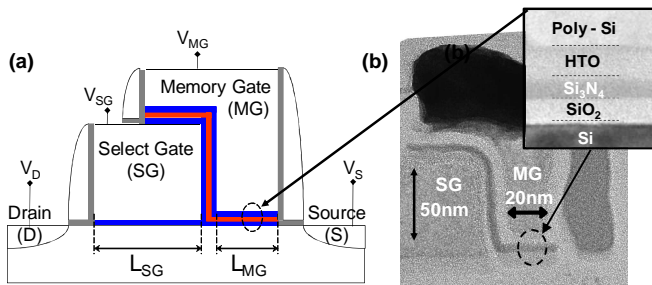 (a)
V_MG
V_SG
Memory Gate
(MG)
Select Gate
(SG)
V_D
V_S
Drain
(D)
Source
(S)
L_SG
L_MG
(b)
(b)
Poly - Si
HTO
Si₃N₄
SiO₂
Si
SG
50nm
MG
20nm